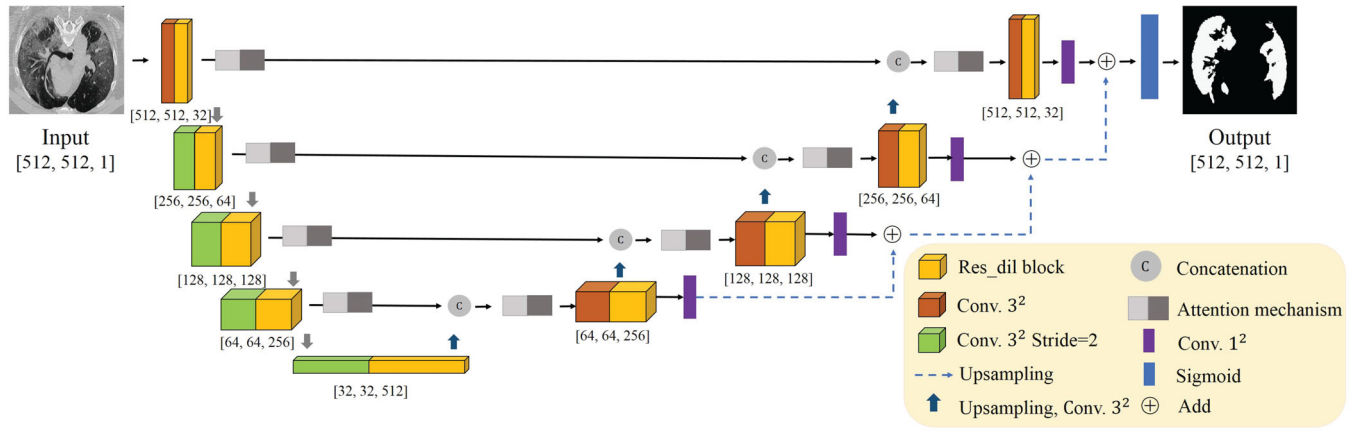 Input
[512, 512, 1]
[512, 512, 32]
[256, 256, 64]
[128, 128, 128]
[64, 64, 256]
[32, 32, 512]
C
C
C
C
[64, 64, 256]
[128, 128, 128]
[256, 256, 64]
[512, 512, 32]
Output
[512, 512, 1]
Res_dil block
Conv. 3²
Conv. 3² Stride=2
Upsampling
Upsampling, Conv. 3²
C Concatenation
Attention mechanism
Conv. 1²
Sigmoid
Add